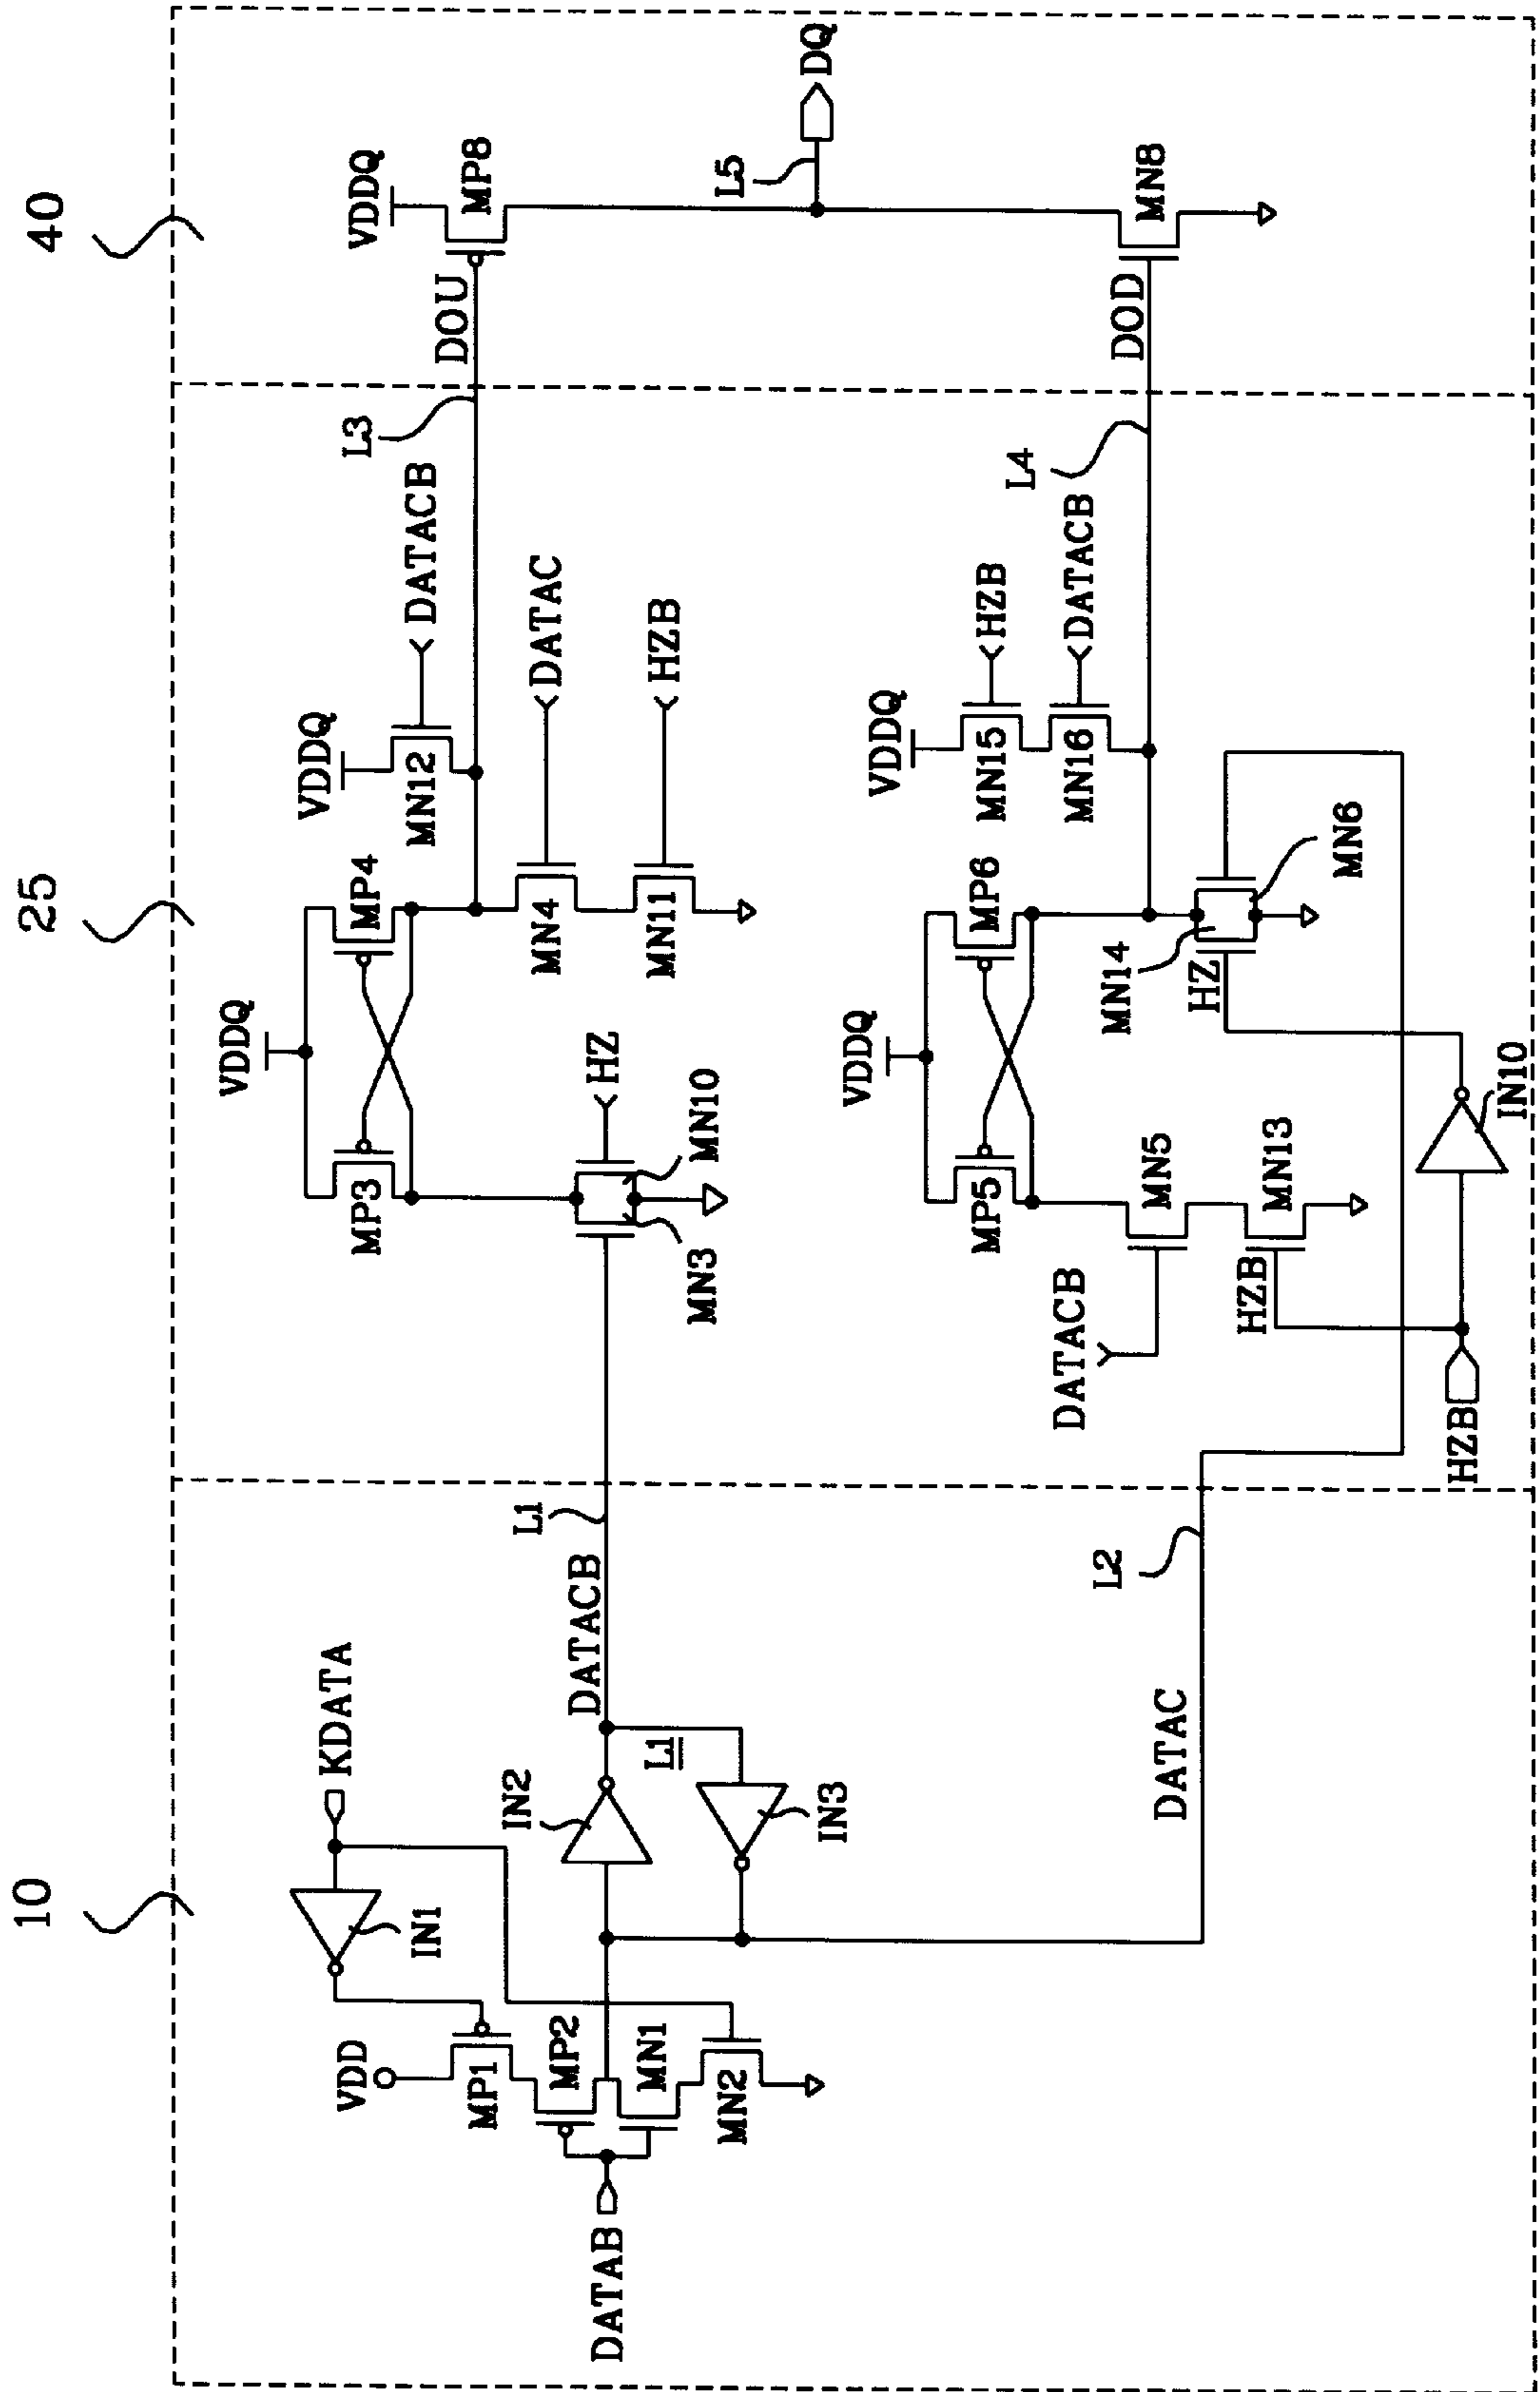 10
25
40
KDATA
IN1
VDD
MP1
MP2
MN1
MN2
DATAB
IN2
DATACB
L1
L1
IN3
DATAC
L2
VDDQ
MP3
MP4
VDDQ
MN12
DATACB
L3
DOU
MN3
MN10
HZ
MN4
DATAC
MN11
HZB
VDDQ
MP8
L5
DQ
VDDQ
MP5
MP6
VDDQ
MN15
HZB
MN16
DATACB
L4
DOD
MN8
DATACB
MN5
HZB
MN13
MN14
HZ
MN6
HZB
IN10